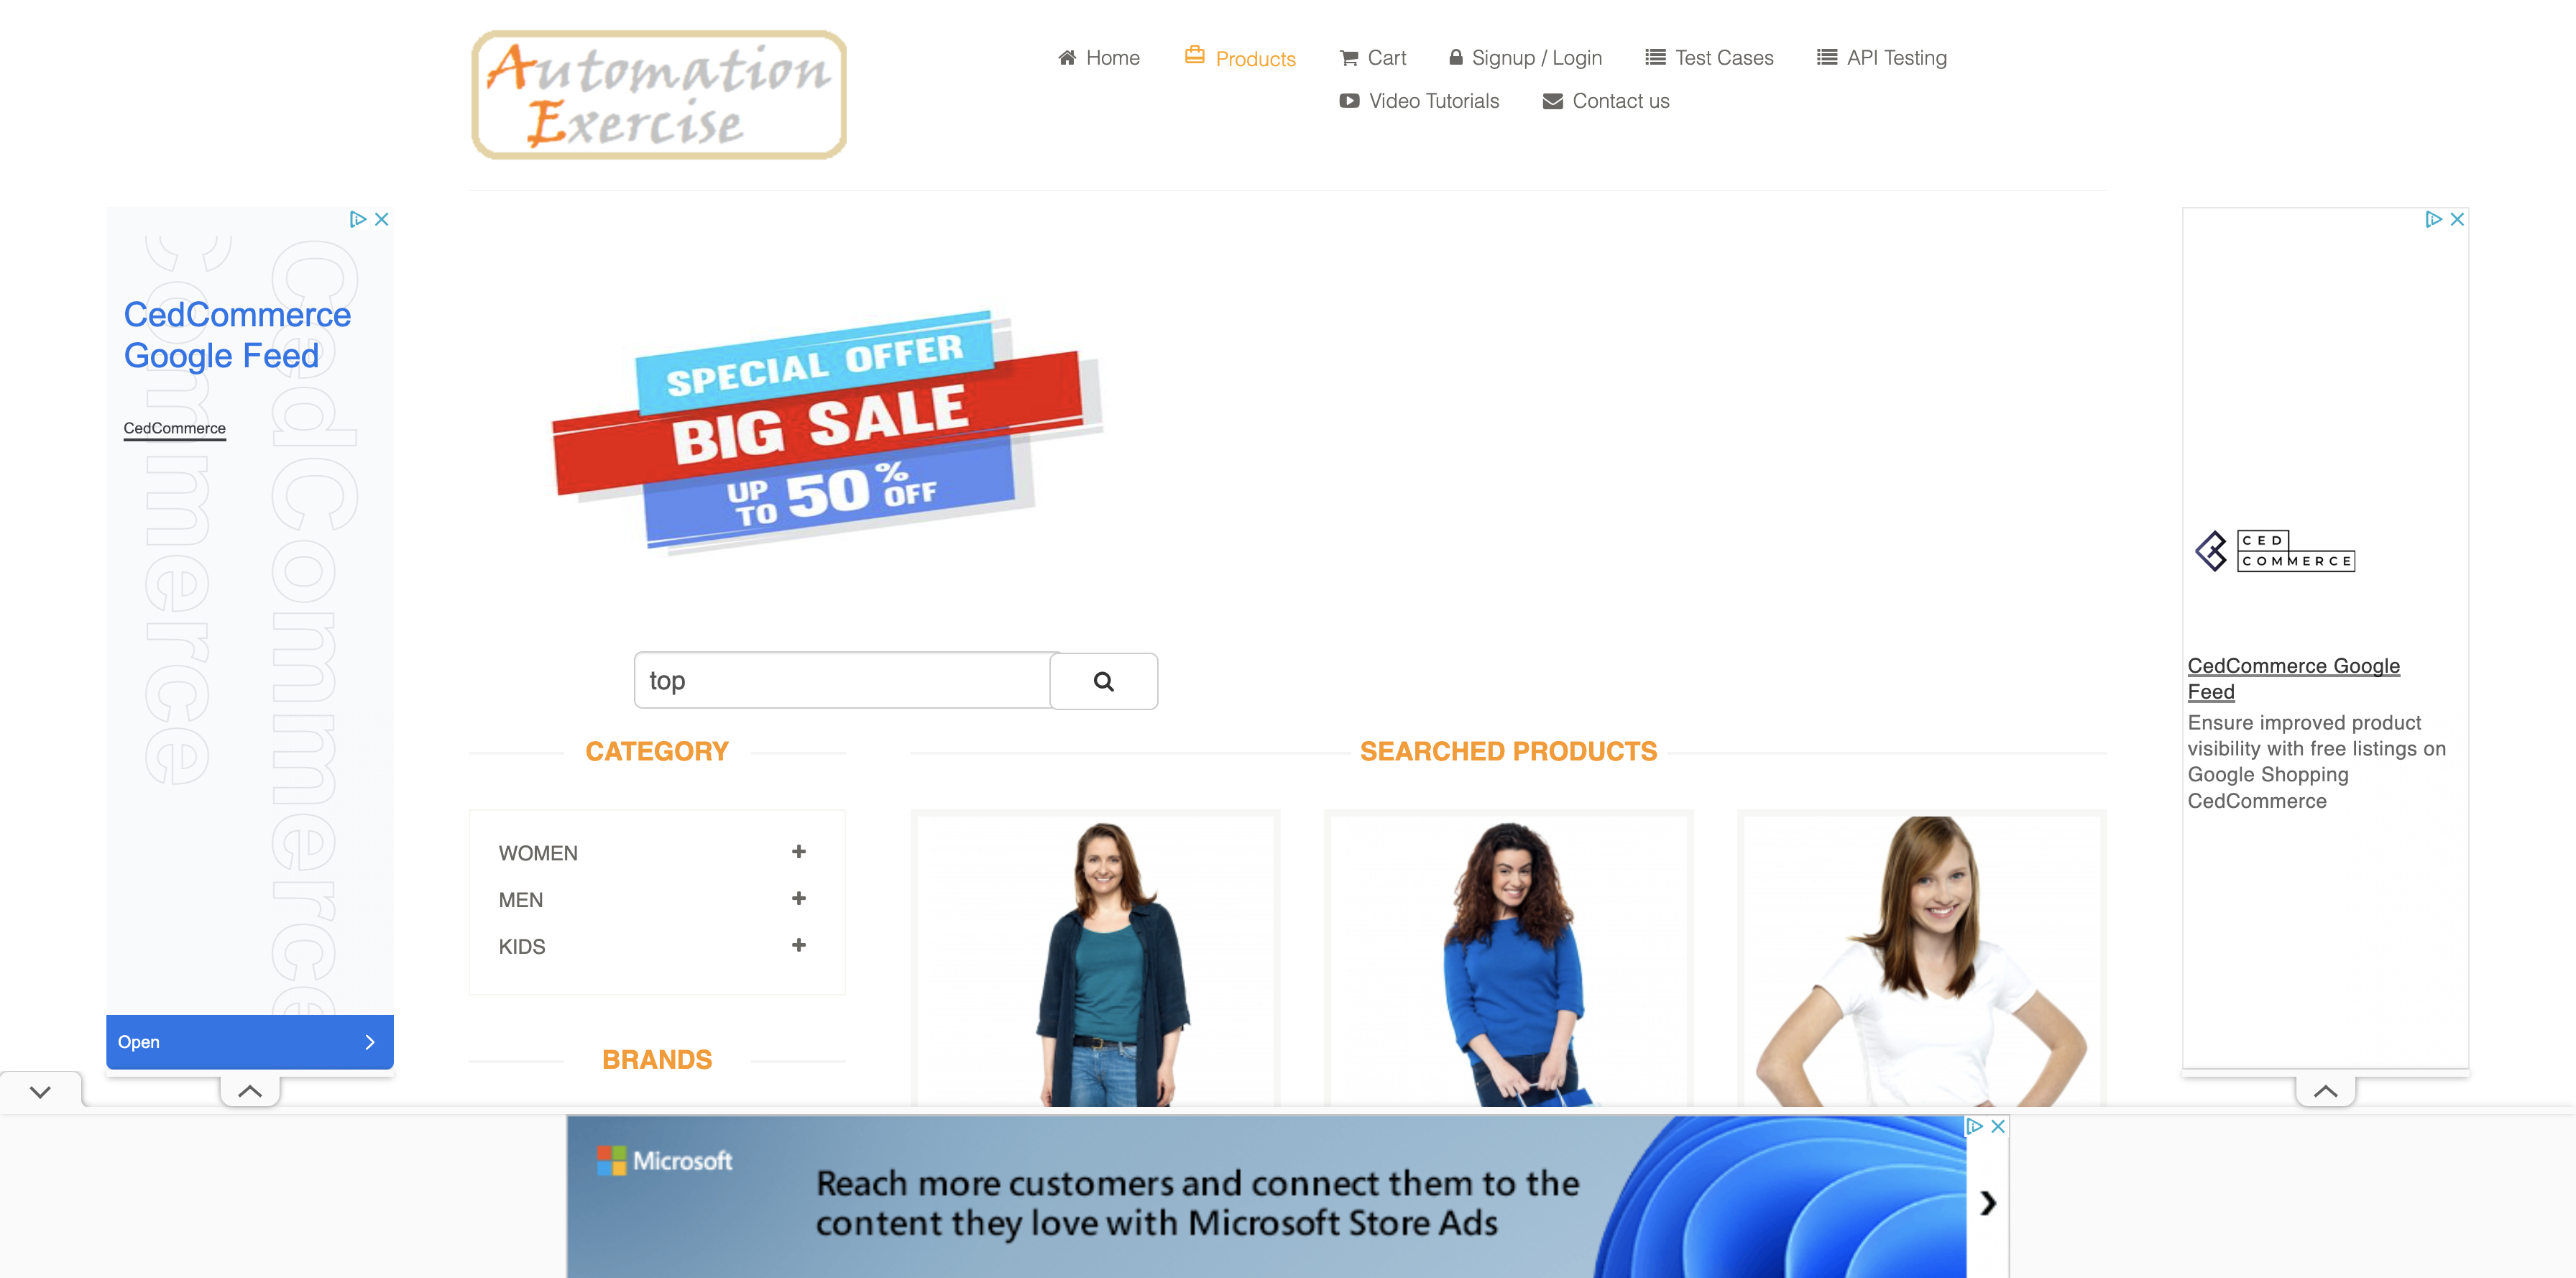 Automation
Exercise
Home
Products
Cart
Signup / Login
Test Cases
API Testing
Video Tutorials
Contact us
CedCommerce
CedCommerce
Google Feed
CedCommerce
Open
SPECIAL OFFER
BIG SALE
UP TO 50% OFF
top
CATEGORY
WOMEN
MEN
KIDS
BRANDS
SEARCHED PRODUCTS
CED
COMMERCE
CedCommerce Google
Feed
Ensure improved product
visibility with free listings on
Google Shopping
CedCommerce
Microsoft
Reach more customers and connect them to the
content they love with Microsoft Store Ads